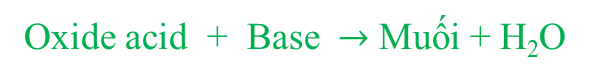 Oxide acid + Base → Muối + H₂O